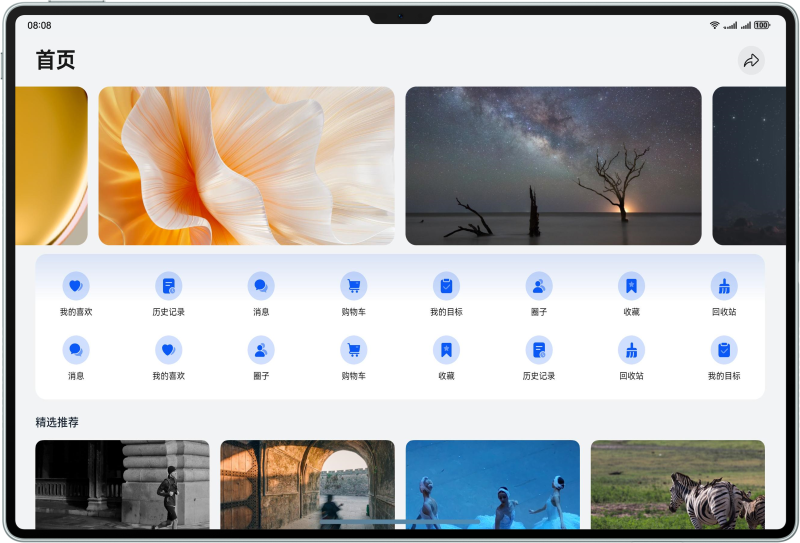 08:08
100
首页
我的喜欢 历史记录 消息 购物车 我的目标 圈子 收藏 回收站
消息 我的喜欢 圈子 购物车 收藏 历史记录 回收站 我的目标
精选推荐